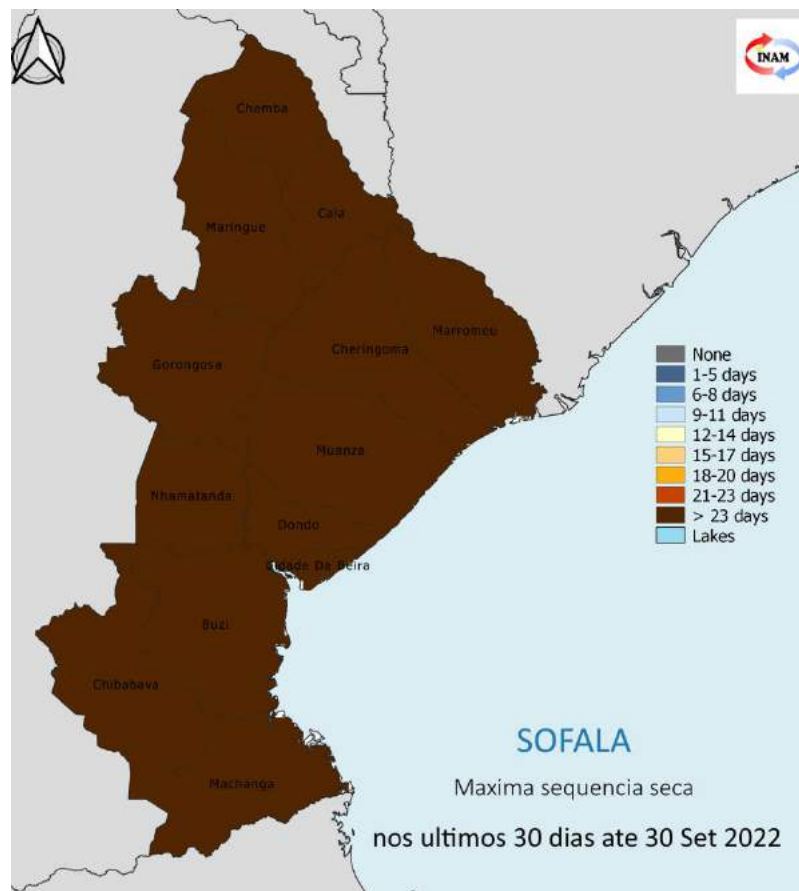 INAM
Chemba
Caia
Maringue
Marromeu
Cheringoma
Gorongosa
Muanza
Nhamatanda
Dondo
Cidade Da Beira
Buzi
Chibabava
Machanga
None
1-5 days
6-8 days
9-11 days
12-14 days
15-17 days
18-20 days
21-23 days
> 23 days
Lakes
SOFALA
Maxima sequencia seca
nos ultimos 30 dias ate 30 Set 2022